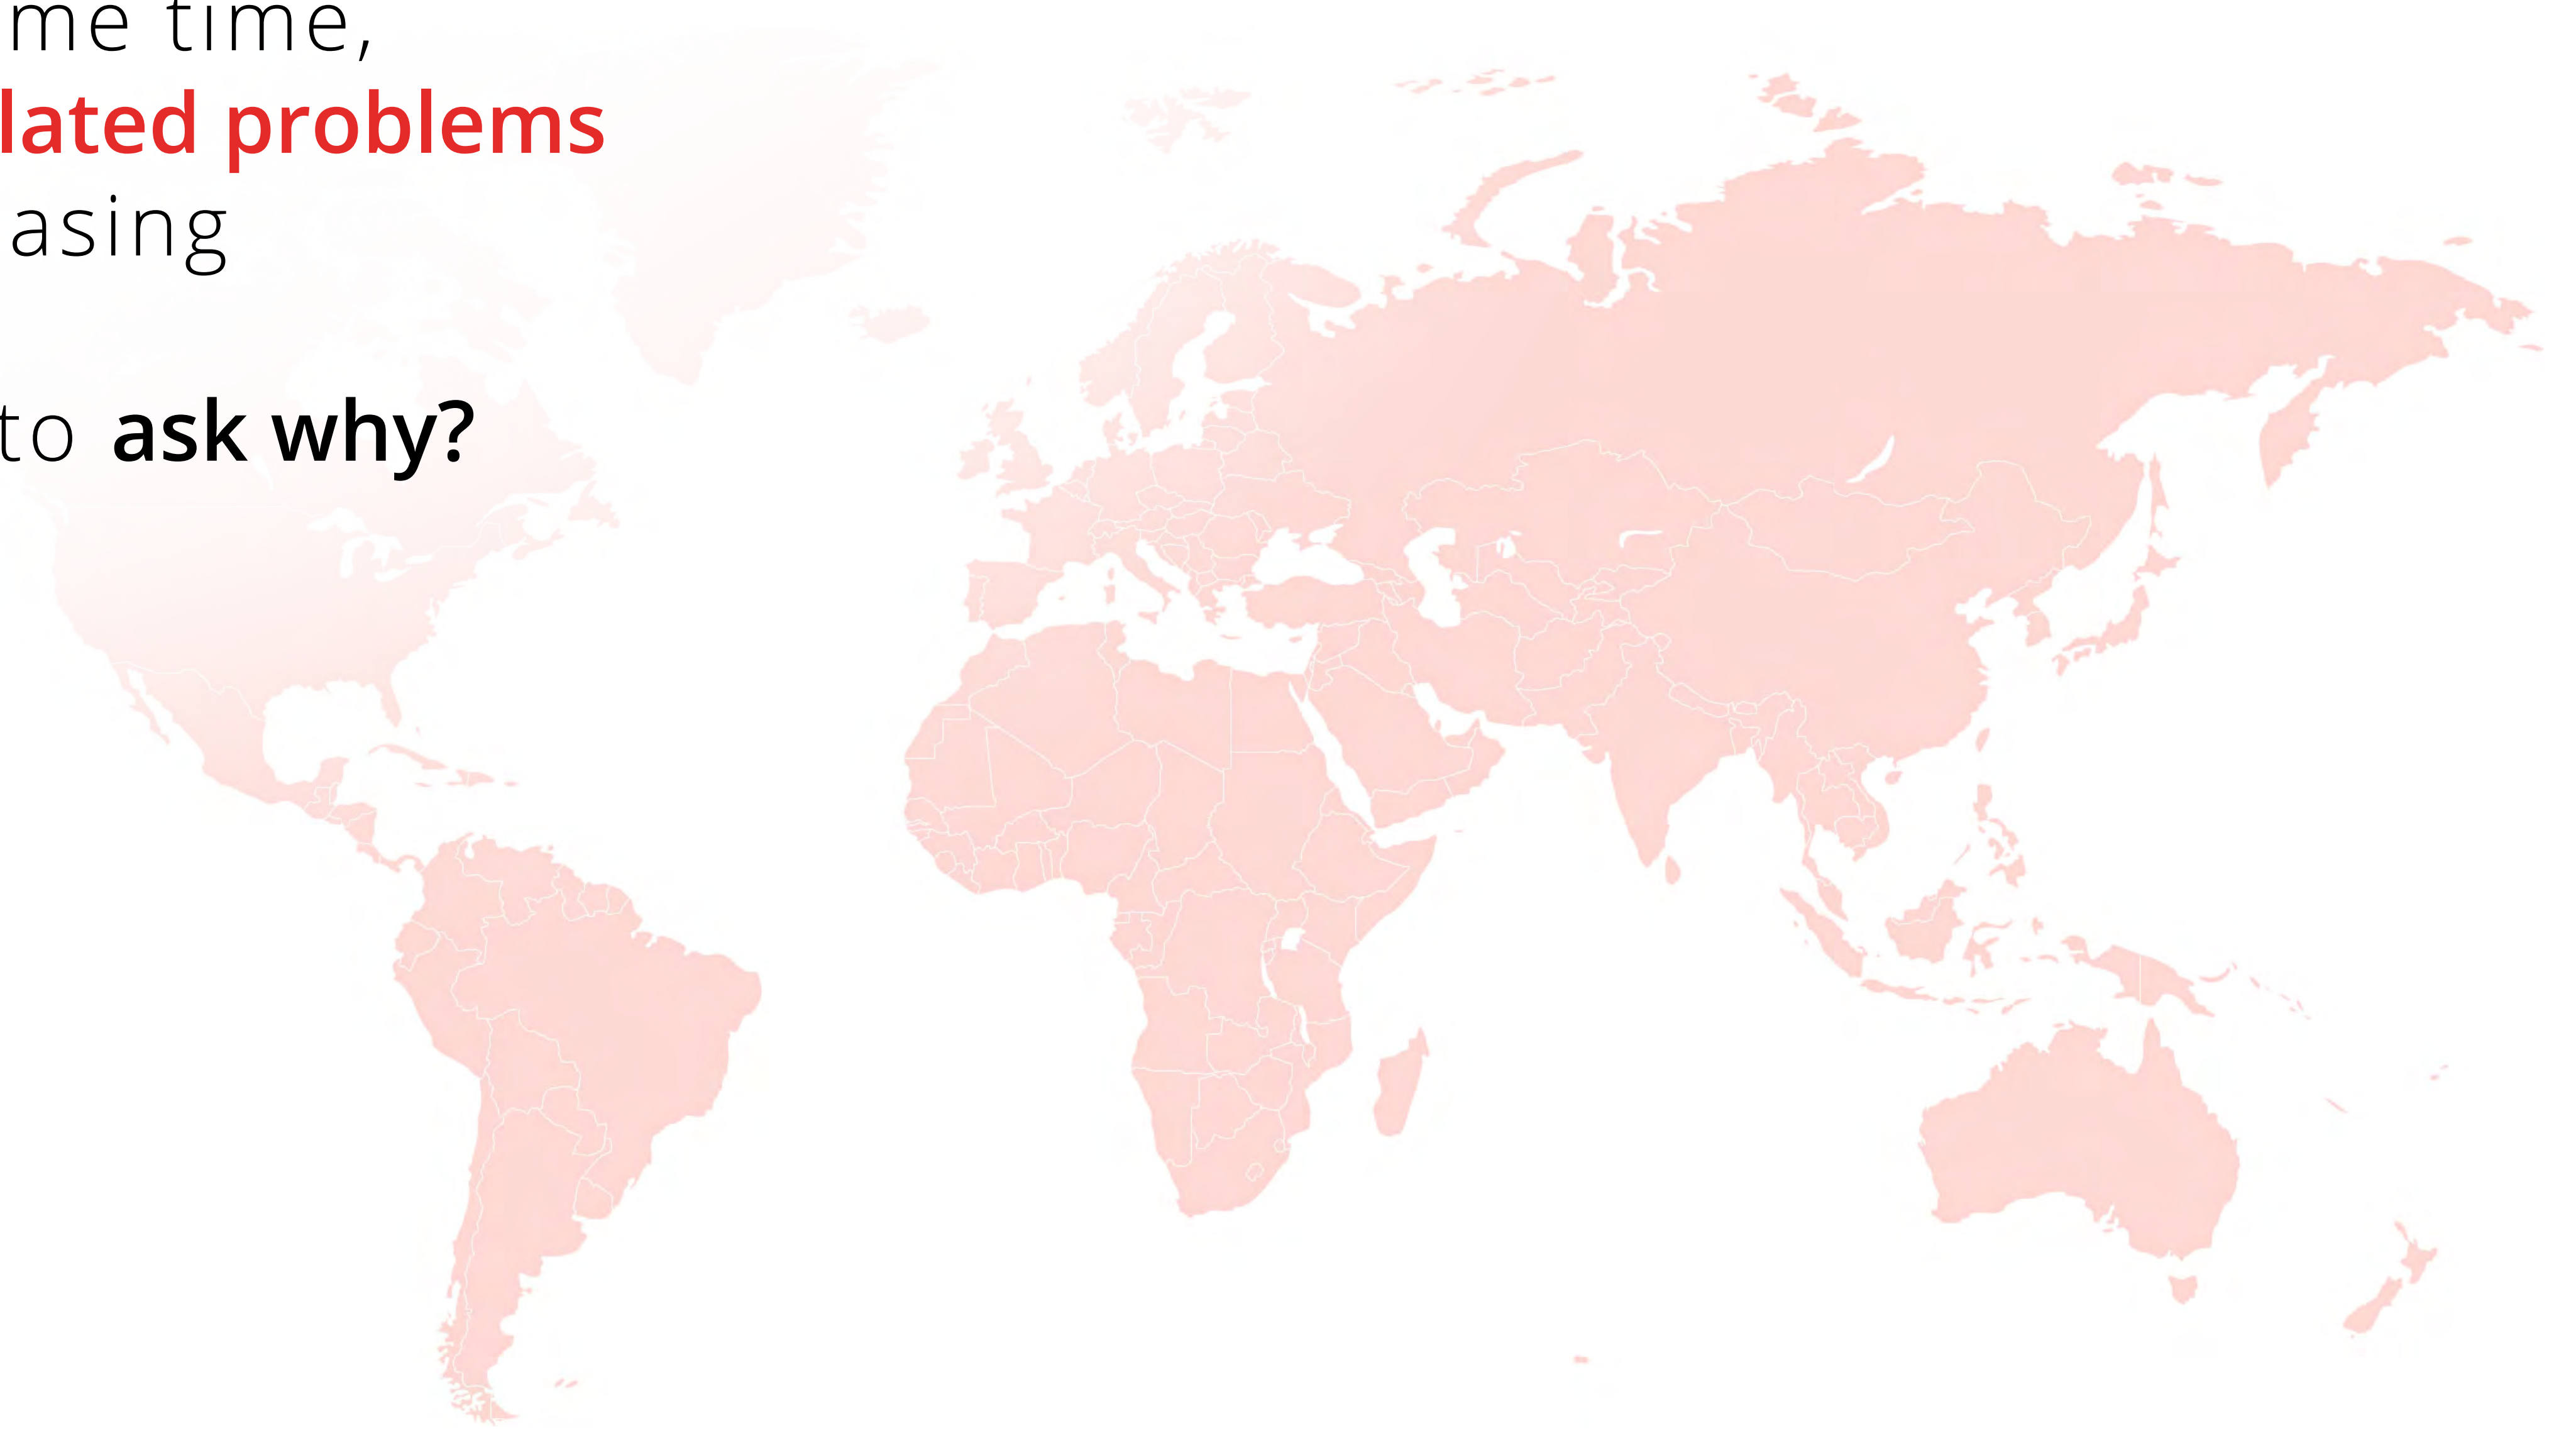 me time,
lated problems
asing
to ask why?